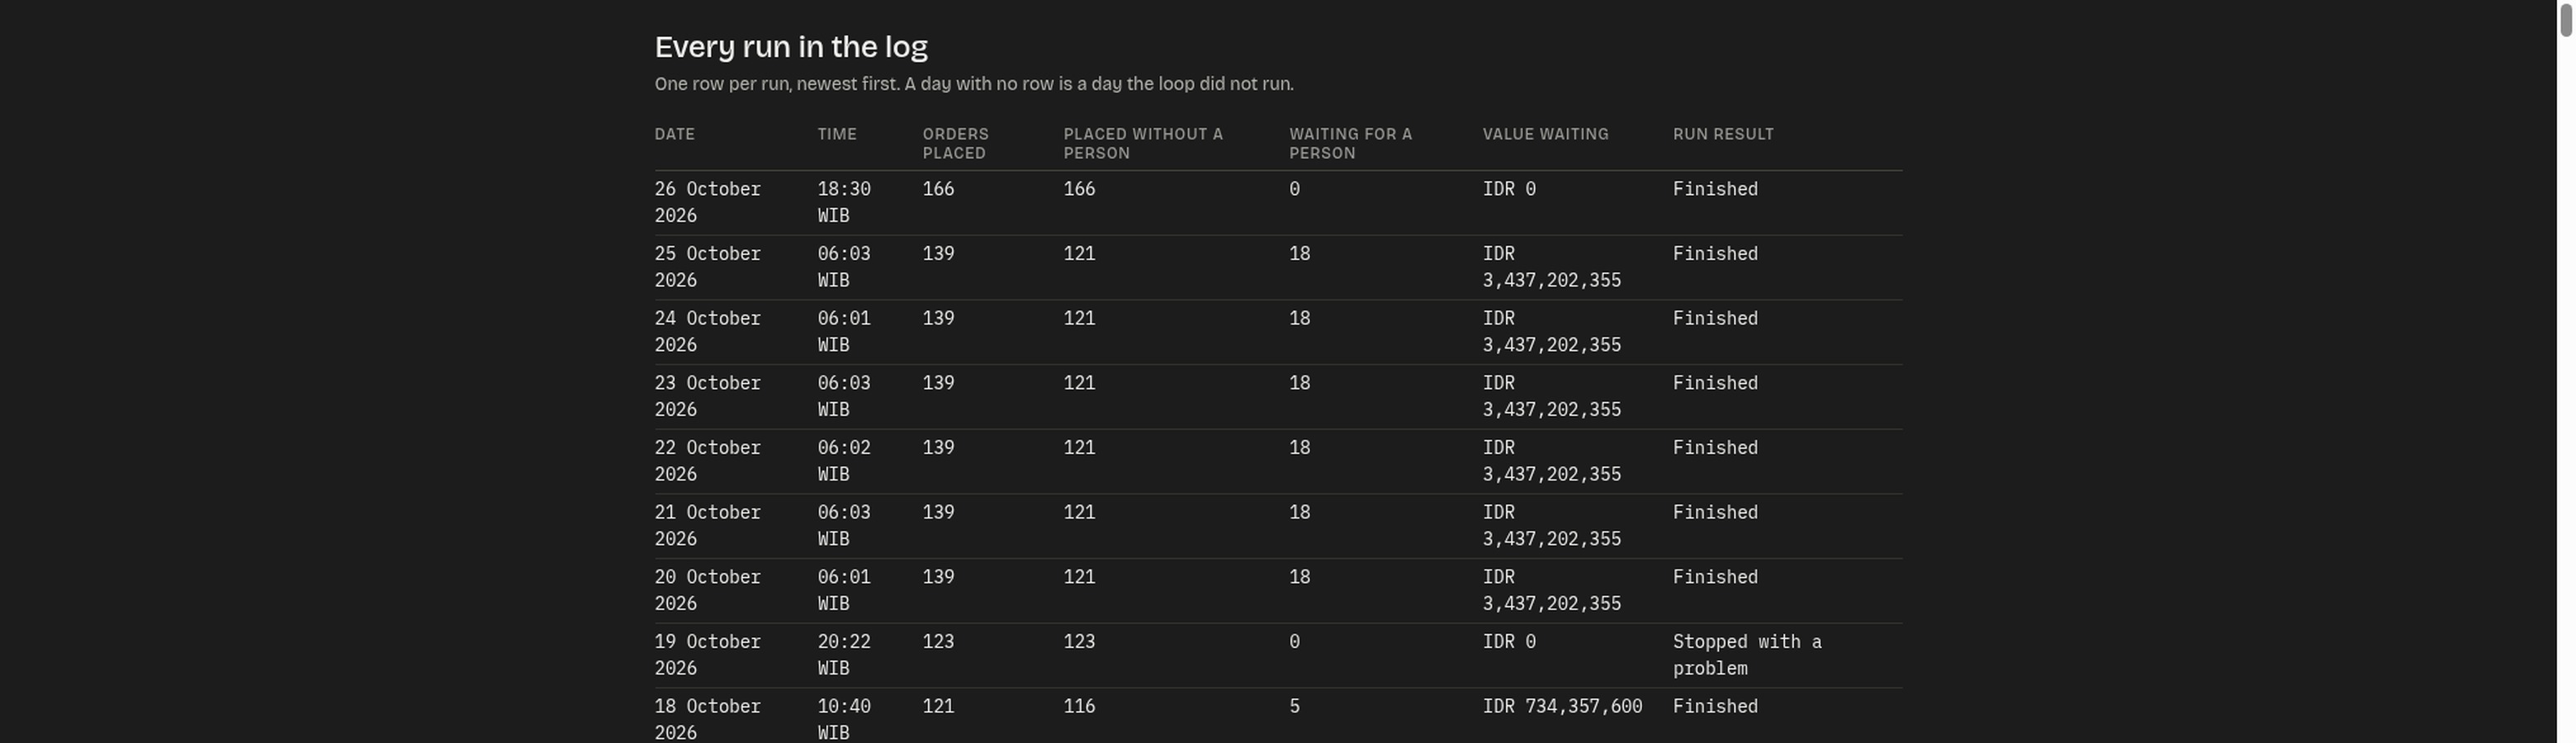 Every run in the log
One row per run, newest first. A day with no row is a day the loop did not run.
DATE TIME ORDERS PLACED PLACED WITHOUT A PERSON WAITING FOR A PERSON VALUE WAITING RUN RESULT
26 October 2026 18:30 WIB 166 166 0 IDR 0 Finished
25 October 2026 06:03 WIB 139 121 18 IDR 3,437,202,355 Finished
24 October 2026 06:01 WIB 139 121 18 IDR 3,437,202,355 Finished
23 October 2026 06:03 WIB 139 121 18 IDR 3,437,202,355 Finished
22 October 2026 06:02 WIB 139 121 18 IDR 3,437,202,355 Finished
21 October 2026 06:03 WIB 139 121 18 IDR 3,437,202,355 Finished
20 October 2026 06:01 WIB 139 121 18 IDR 3,437,202,355 Finished
19 October 2026 20:22 WIB 123 123 0 IDR 0 Stopped with a problem
18 October 2026 10:40 WIB 121 116 5 IDR 734,357,600 Finished